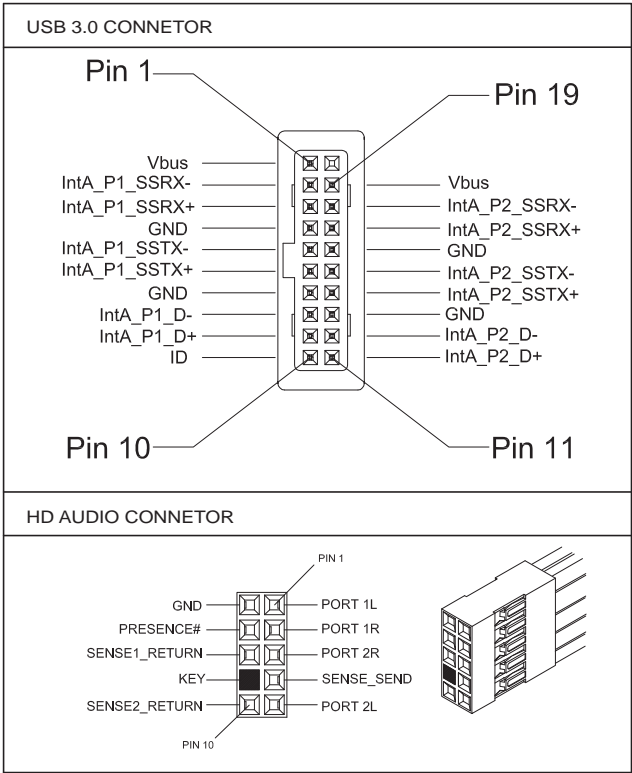 USB 3.0 CONNETOR
Pin 1
Pin 19
Vbus
IntA_P1_SSRX-
IntA_P1_SSRX+
GND
IntA_P1_SSTX-
IntA_P1_SSTX+
GND
IntA_P1_D-
IntA_P1_D+
ID
Vbus
IntA_P2_SSRX-
IntA_P2_SSRX+
GND
IntA_P2_SSTX-
IntA_P2_SSTX+
GND
IntA_P2_D-
IntA_P2_D+
Pin 10
Pin 11
HD AUDIO CONNETOR
PIN 1
GND
PRESENCE#
SENSE1_RETURN
KEY
SENSE2_RETURN
PORT 1L
PORT 1R
PORT 2R
SENSE_SEND
PORT 2L
PIN 10